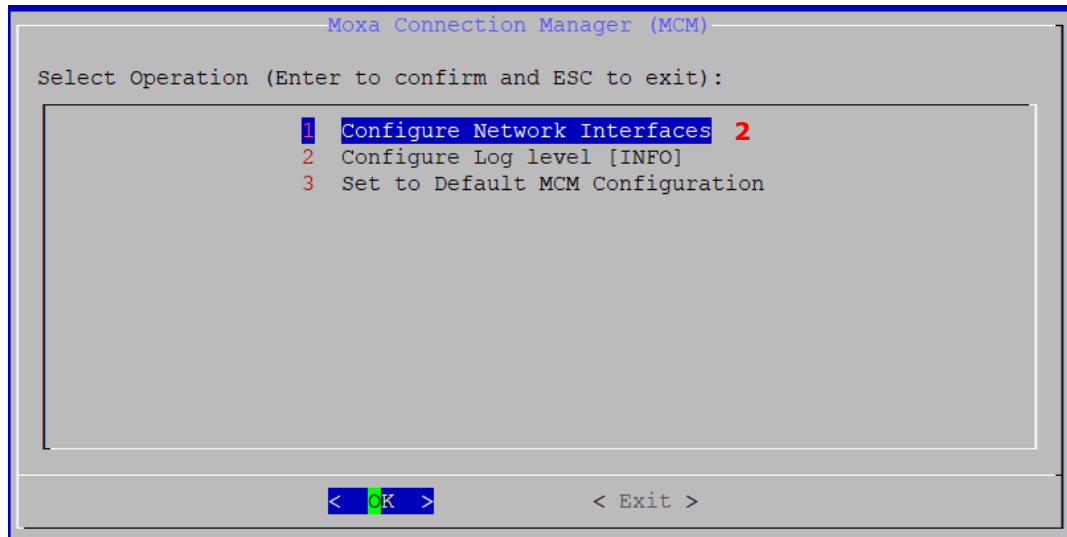 Moxa Connection Manager (MCM)
Select Operation (Enter to confirm and ESC to exit):
1 Configure Network Interfaces 2
2 Configure Log level [INFO]
3 Set to Default MCM Configuration
< OK > < Exit >